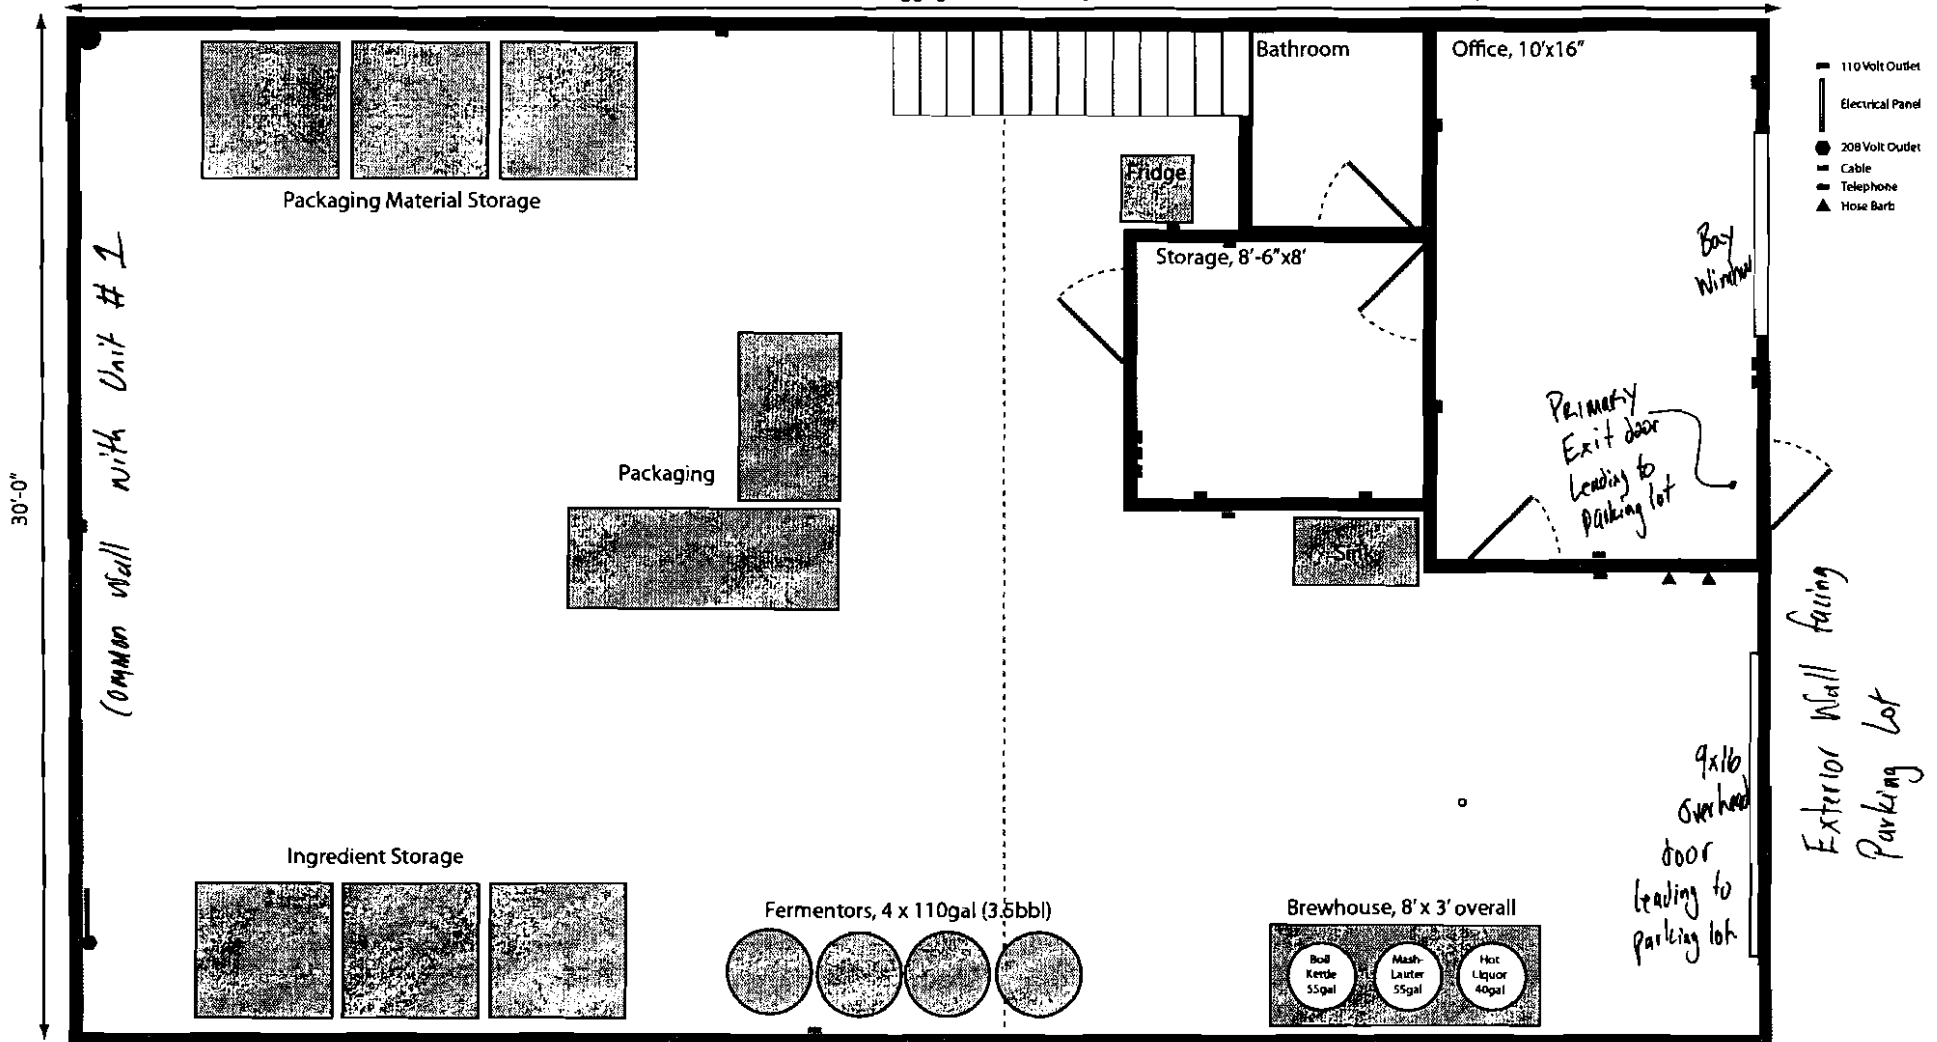 Bathroom
Office, 10'x16"
110 Volt Outlet
Electrical Panel
208 Volt Outlet
Cable
Telephone
Hose Barb
Fridge
Packaging Material Storage
Storage, 8'-6"x8'
Bay
Window
Common Wall with Unit # 1
30'-0"
Primary
Exit door
Leading to
parking lot
Packaging
Sink
Exterior Wall facing
Parking Lot
9x16
overhead
door
leading to
parking lot
Ingredient Storage
Fermentors, 4 x 110gal (3.5bbl)
Brewhouse, 8' x 3' overall
Boil
Kettle
55gal
Mash-
Lauter
55gal
Hot
Liquor
40gal